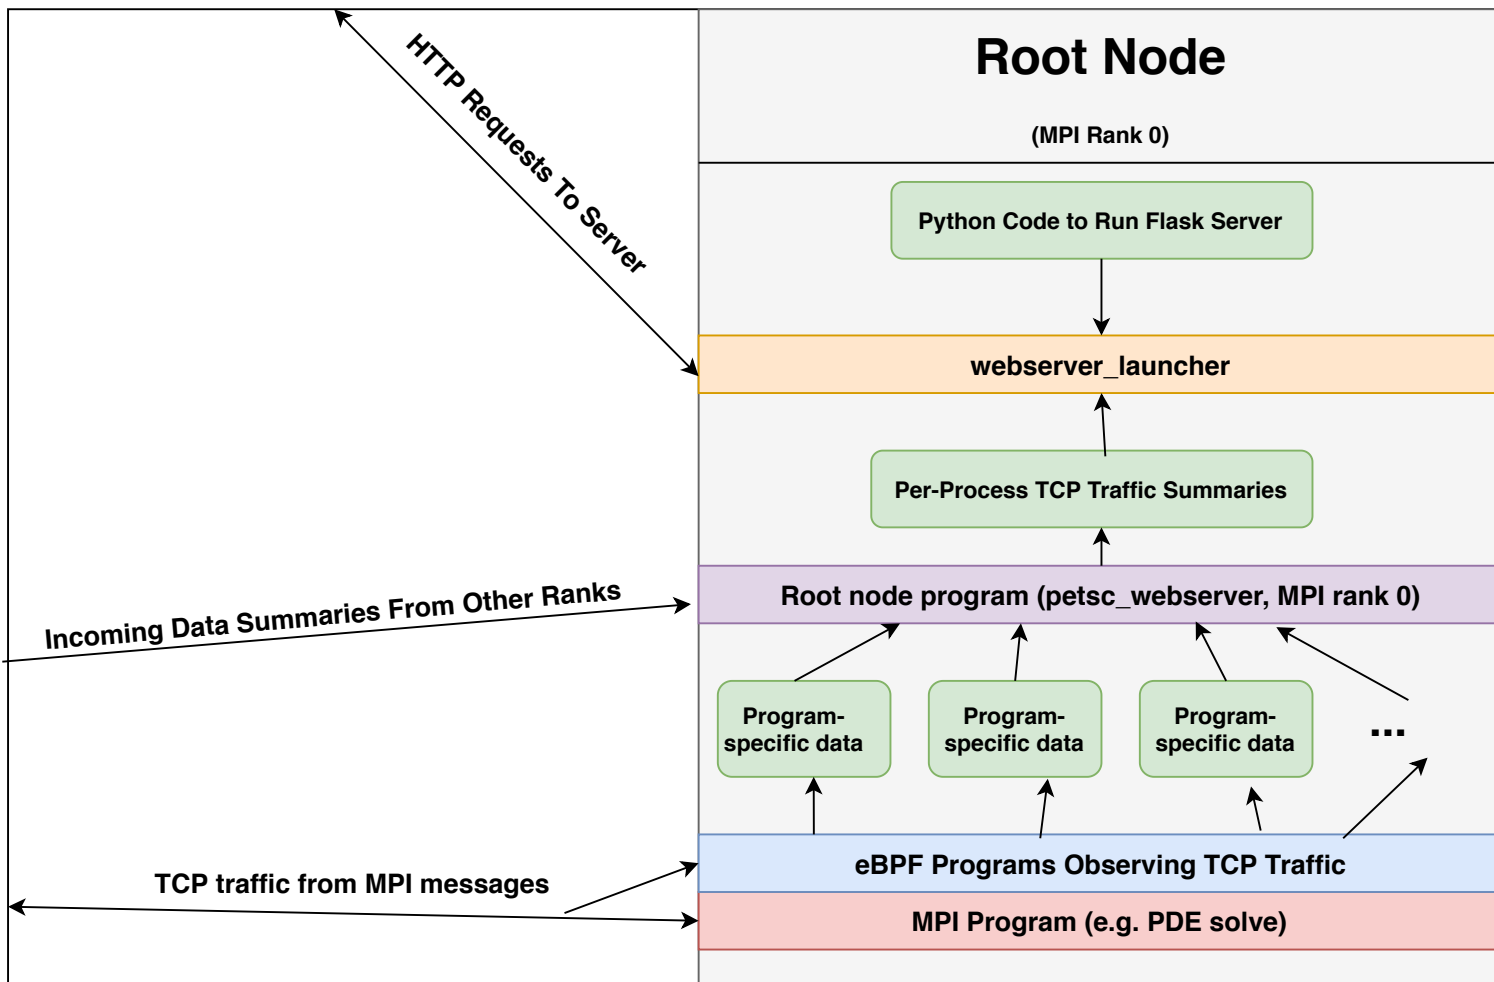 Root Node
(MPI Rank 0)
HTTP Requests To Server
Python Code to Run Flask Server
webserver_launcher
Per-Process TCP Traffic Summaries
Incoming Data Summaries From Other Ranks
Root node program (petsc_webserver, MPI rank 0)
Program-
specific data
Program-
specific data
Program-
specific data
...
TCP traffic from MPI messages
eBPF Programs Observing TCP Traffic
MPI Program (e.g. PDE solve)